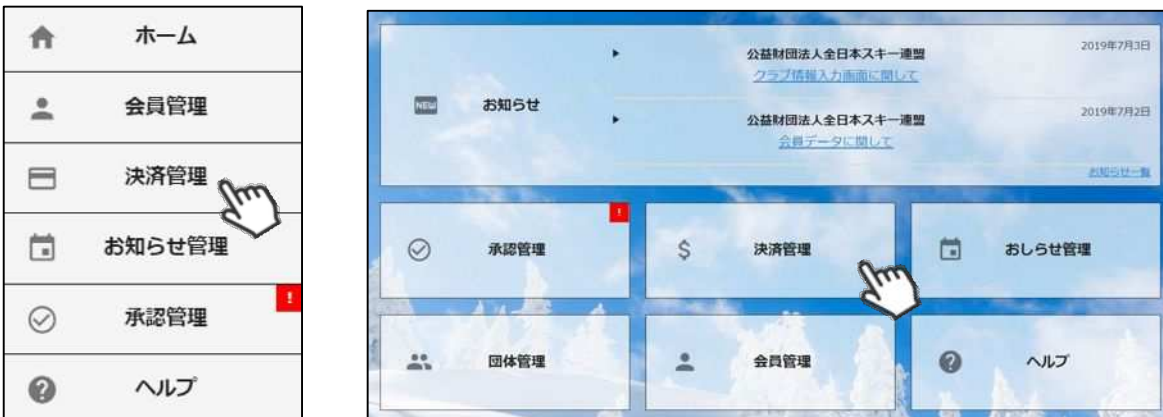 ホーム
会員管理
決済管理
お知らせ管理
!
承認管理
ヘルプ
NEW
お知らせ
公益財団法人全日本スキー連盟
2019年7月3日
クラブ情報入力画面に関して
公益財団法人全日本スキー連盟
2019年7月2日
会員データに関して
お知らせ一覧
!
承認管理
$
決済管理
おしらせ管理
団体管理
会員管理
?
ヘルプ